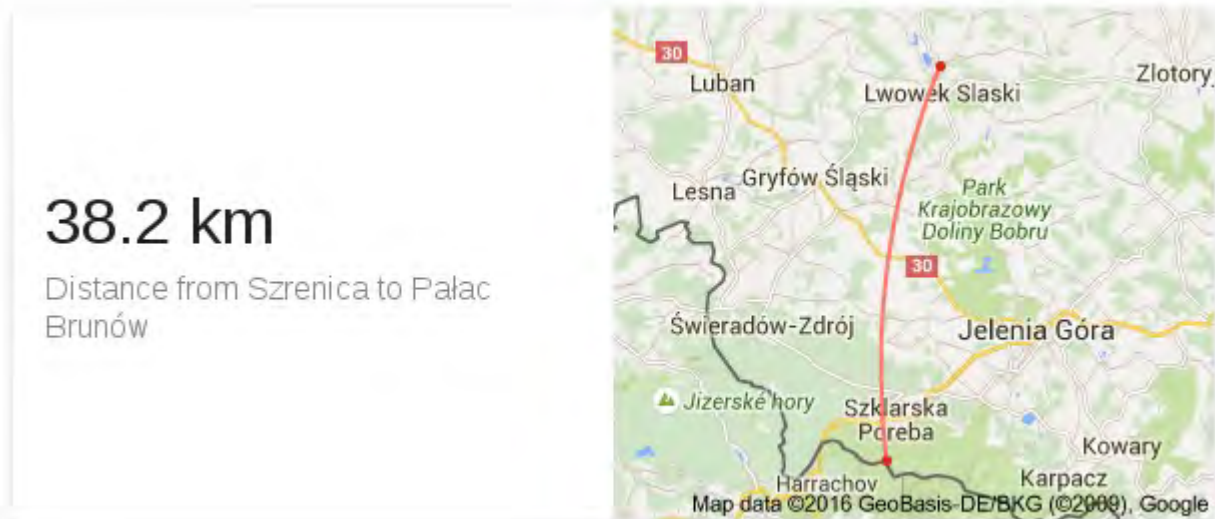 38.2 km
Distance from Szrenica to Pałac
Brunów
30
Luban
Lwowek Slaski
Zlotory
Lesna
Gryfów Śląski
Park
Krajobrazowy
Doliny Bobru
30
Świeradów-Zdrój
Jelenia Góra
Jizerské hory
Szklarska
Poreba
Kowary
Harrachov
Karpacz
Map data ©2016 GeoBasis-DE/BKG (©2009), Google